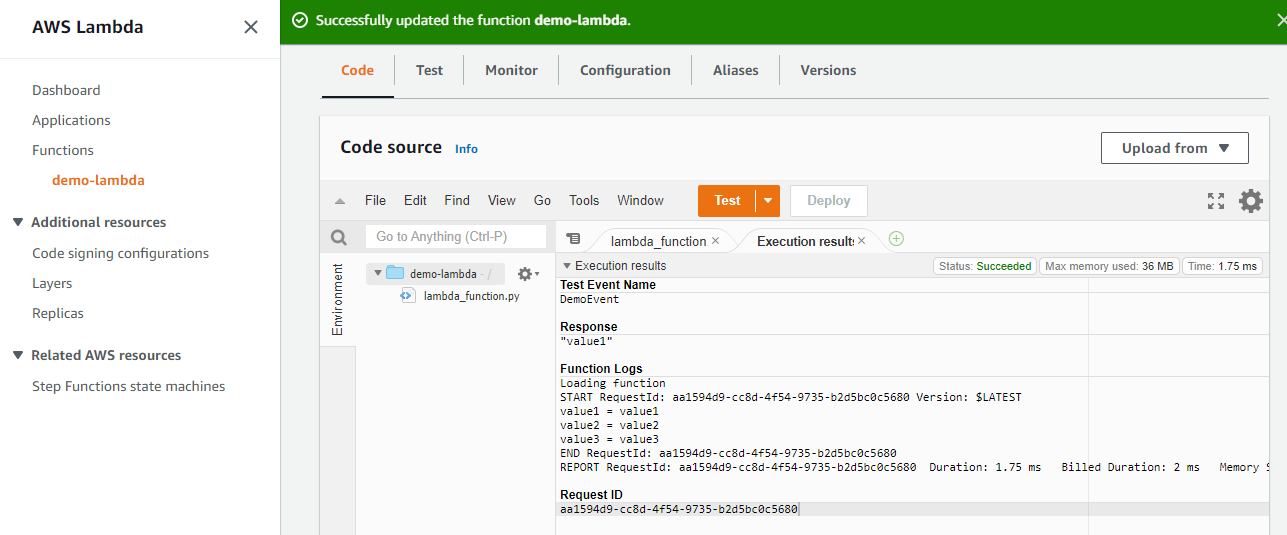 AWS Lambda
Dashboard
Applications
Functions
demo-lambda
Additional resources
Code signing configurations
Layers
Replicas
Related AWS resources
Step Functions state machines
Successfully updated the function demo-lambda.
Code Test Monitor Configuration Aliases Versions
Code source Info
Upload from
File Edit Find View Go Tools Window Test Deploy
Go to Anything (Ctrl-P)
Environment
demo-lambda - /
lambda_function.py
lambda_function Execution results
Execution results Status: Succeeded Max memory used: 36 MB Time: 1.75 ms
Test Event Name
DemoEvent
Response
"value1"
Function Logs
Loading function
START RequestId: aa1594d9-cc8d-4f54-9735-b2d5bc0c5680 Version: $LATEST
value1 = value1
value2 = value2
value3 = value3
END RequestId: aa1594d9-cc8d-4f54-9735-b2d5bc0c5680
REPORT RequestId: aa1594d9-cc8d-4f54-9735-b2d5bc0c5680 Duration: 1.75 ms Billed Duration: 2 ms Memory S
Request ID
aa1594d9-cc8d-4f54-9735-b2d5bc0c5680